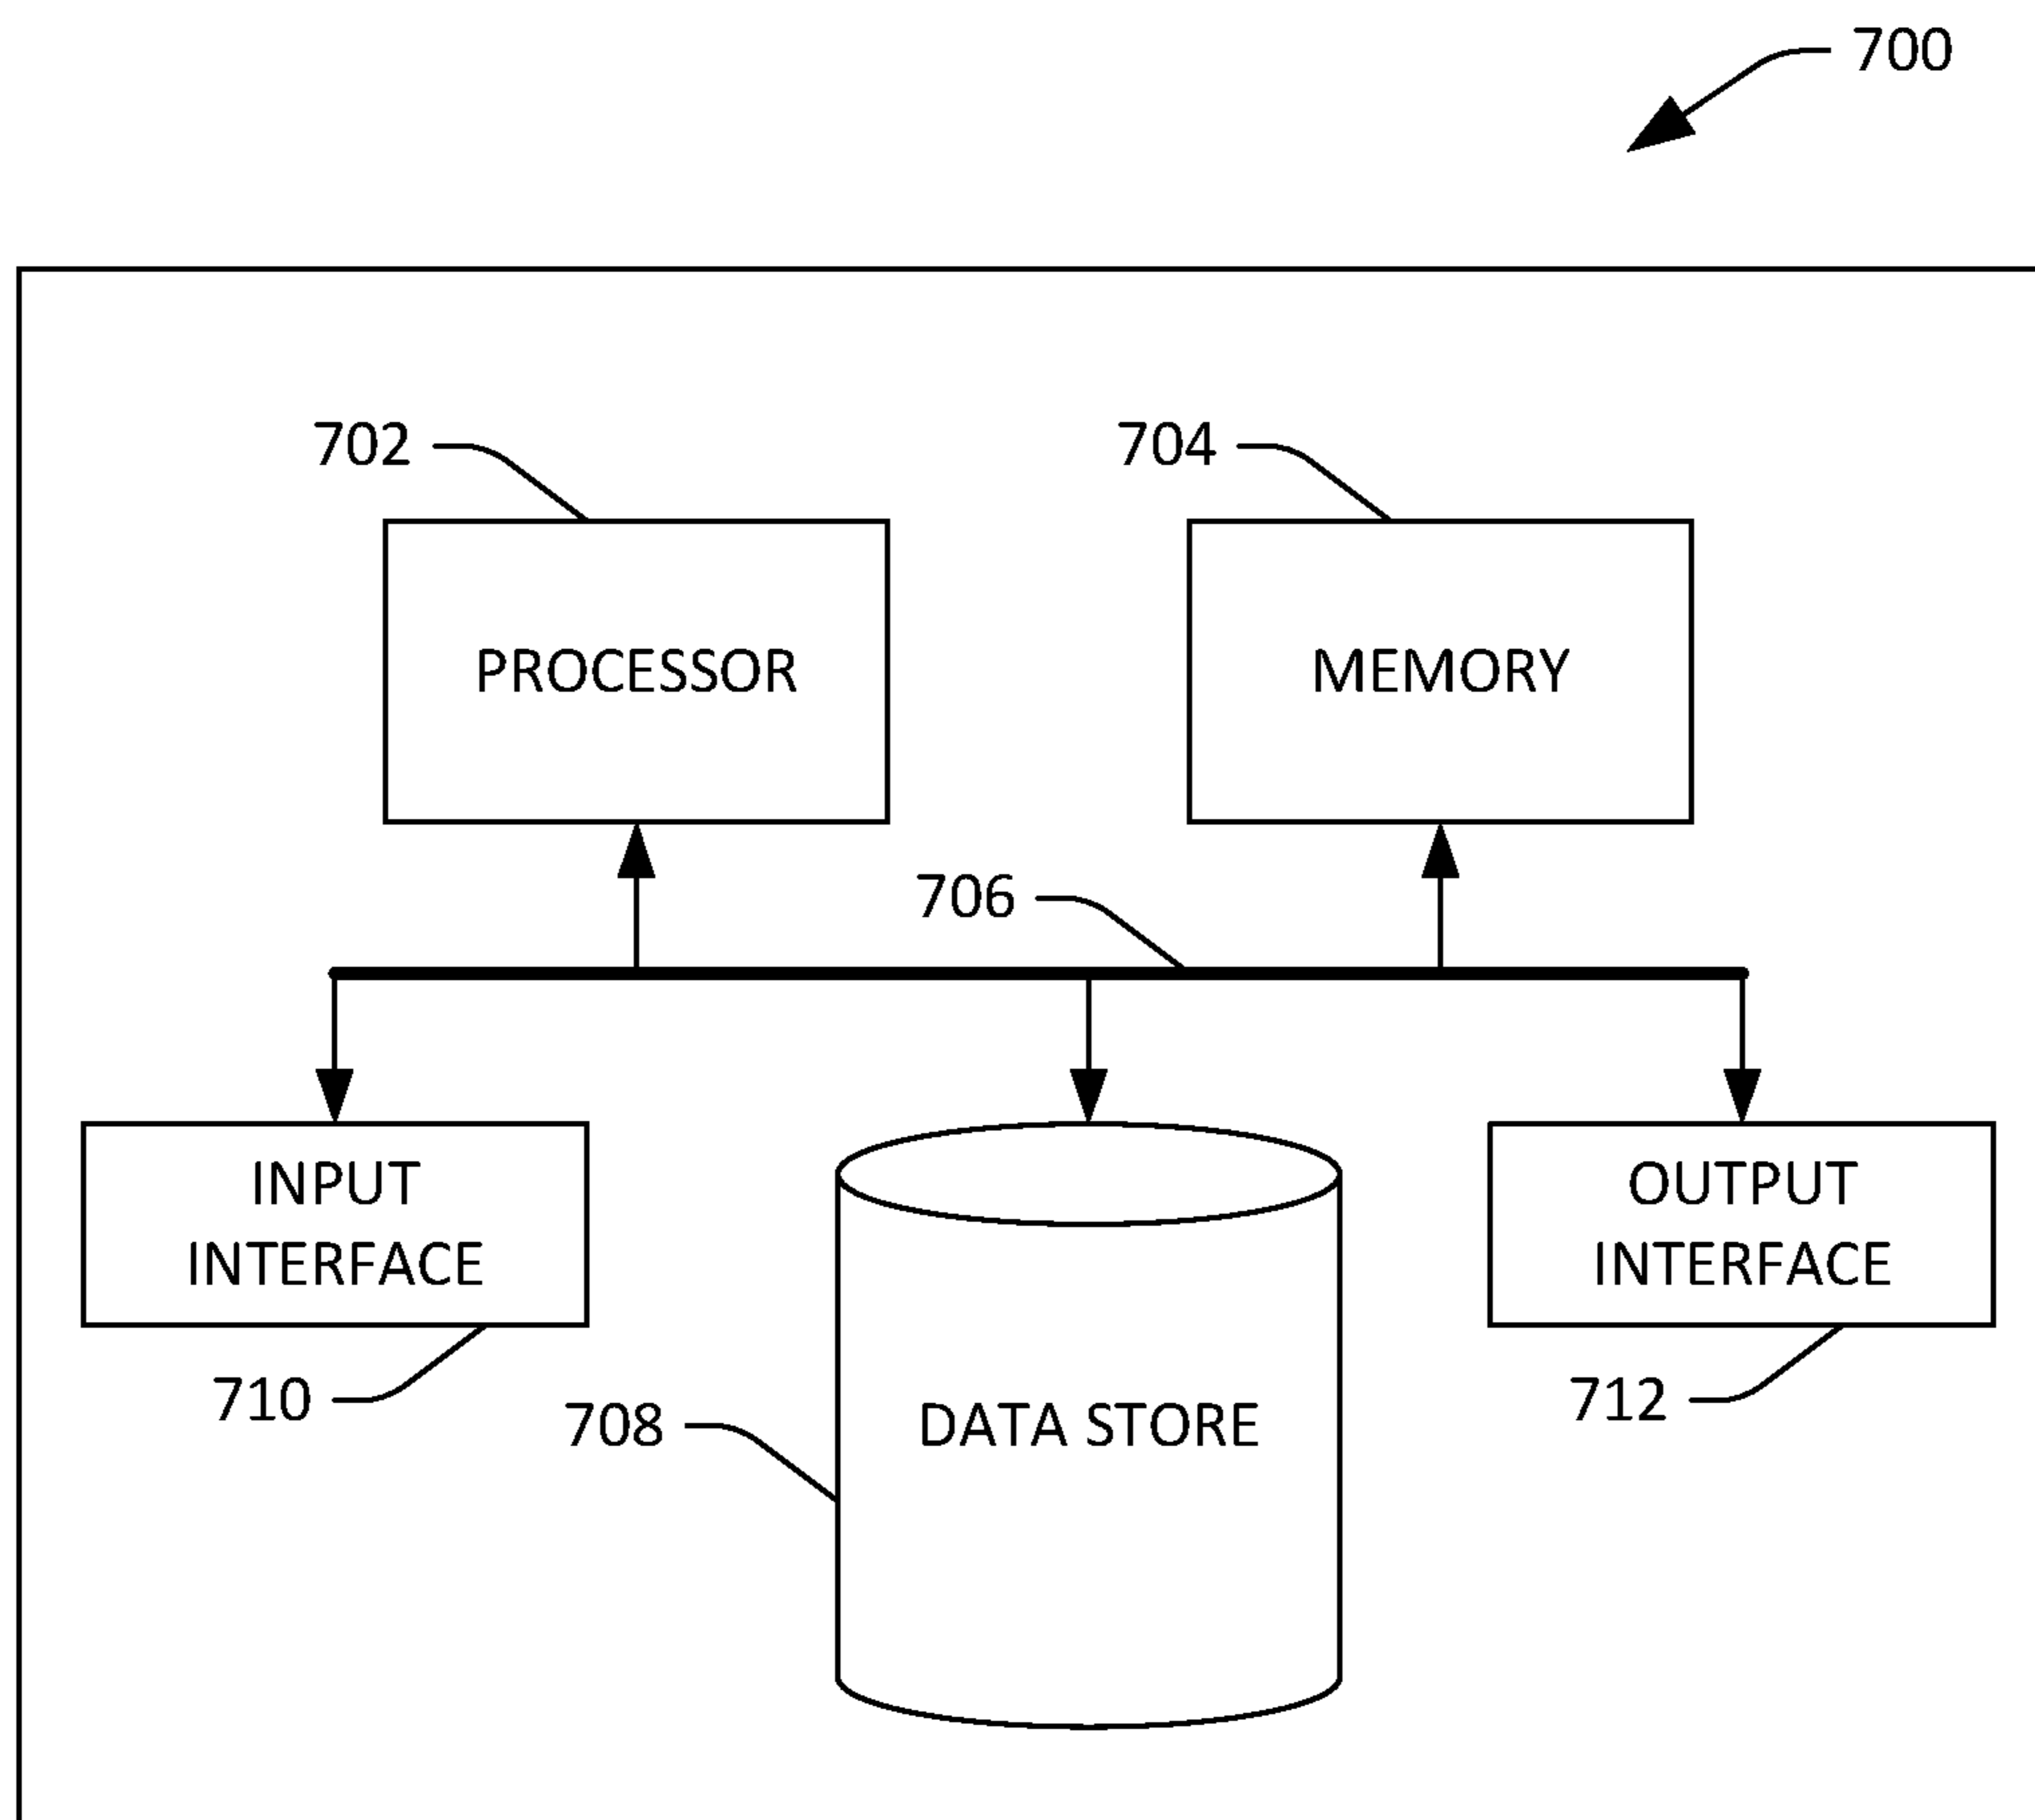 700
702
704
PROCESSOR
MEMORY
706
INPUT
INTERFACE
OUTPUT
INTERFACE
710
708
DATA STORE
712